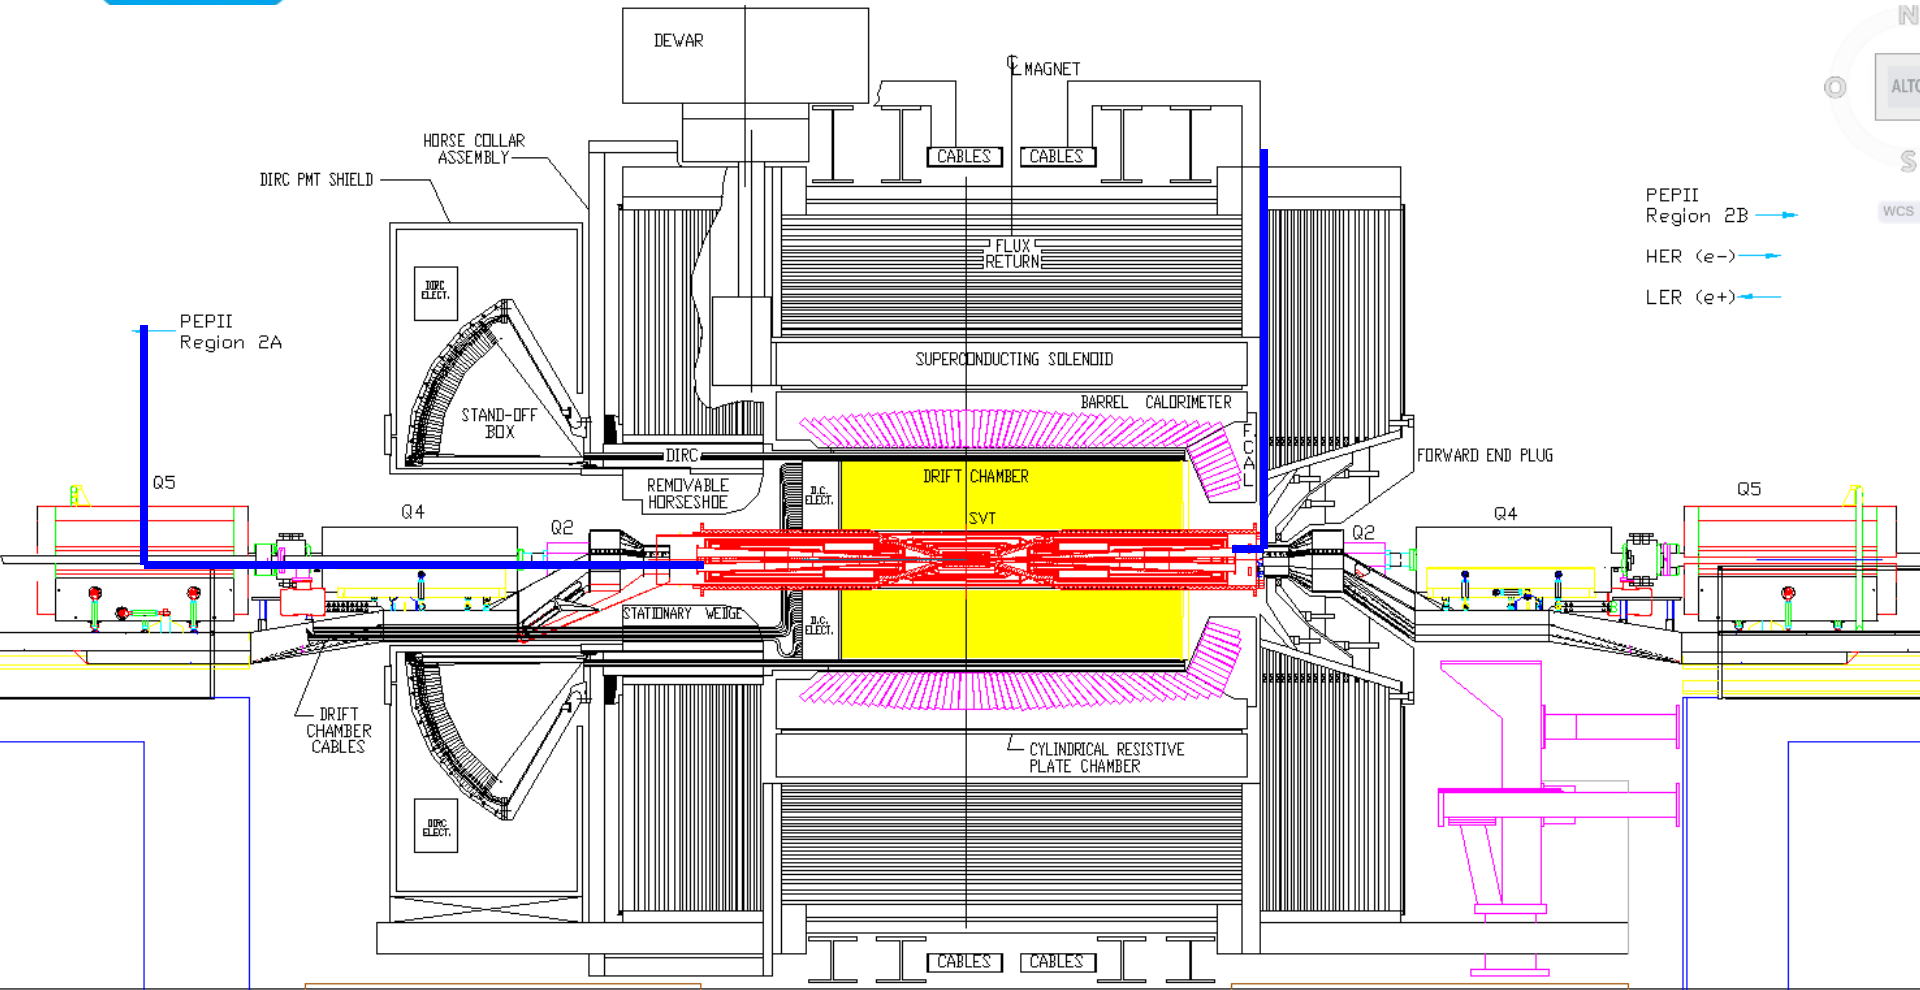 DEWAR
℄ MAGNET
N
O
ALTO
S
WCS
HORSE COLLAR
ASSEMBLY
CABLES
CABLES
DIRC PMT SHIELD
PEPII
Region 2B
HER (e-)
LER (e+)
FLUX
RETURN
DIRC
ELECT.
PEPII
Region 2A
SUPERCONDUCTING SOLENOID
BARREL CALORIMETER
STAND-OFF
BOX
F.CAL
DIRC
FORWARD END PLUG
DRIFT CHAMBER
REMOVABLE
HORSESHOE
D.C.
ELECT.
Q5
Q4
Q2
SVT
Q2
Q4
Q5
STATIONARY WEDGE
D.C.
ELECT.
DRIFT
CHAMBER
CABLES
CYLINDRICAL RESISTIVE
PLATE CHAMBER
DIRC
ELECT.
CABLES
CABLES